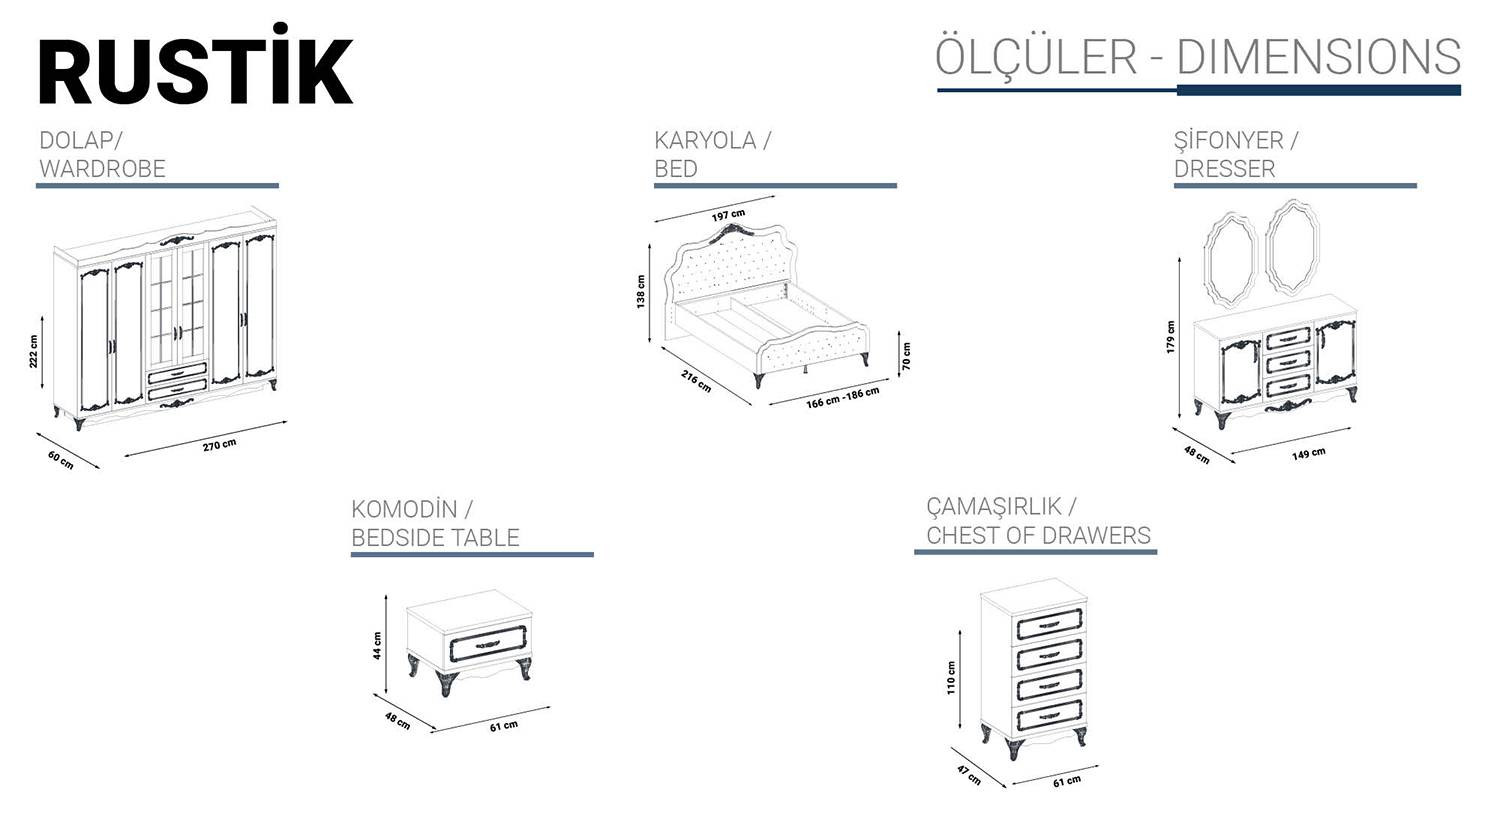 RUSTİK
ÖLÇÜLER - DIMENSIONS
DOLAP/
WARDROBE
222 cm
60 cm
270 cm
KARYOLA /
BED
197 cm
138 cm
216 cm
166 cm -186 cm
70 cm
ŞİFONYER /
DRESSER
179 cm
48 cm
149 cm
KOMODİN /
BEDSIDE TABLE
44 cm
48 cm
61 cm
ÇAMAŞIRLIK /
CHEST OF DRAWERS
110 cm
47 cm
61 cm